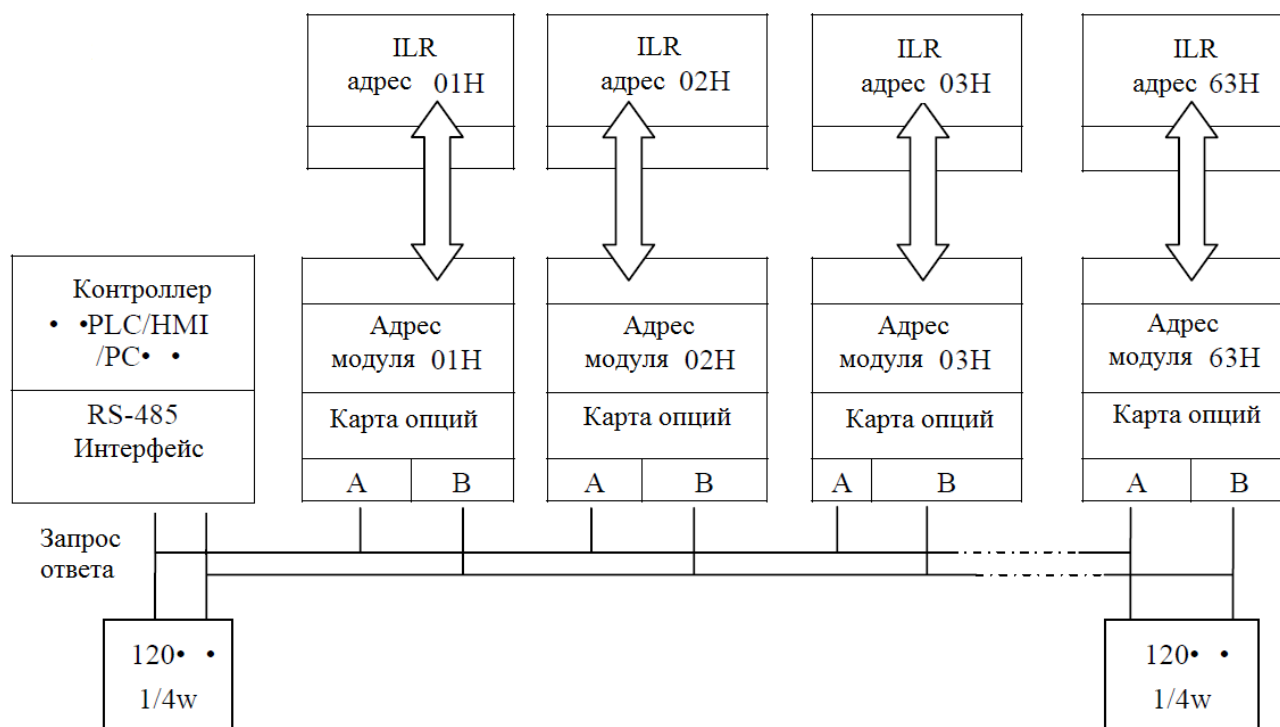 ILR
адрес 01H
ILR
адрес 02H
ILR
адрес 03H
ILR
адрес 63H
Контроллер
• •PLC/HMI
/PC• •
RS-485
Интерфейс
Адрес
модуля 01H
Карта опций
A B
Адрес
модуля 02H
Карта опций
A B
Адрес
модуля 03H
Карта опций
A B
Адрес
модуля 63H
Карта опций
A B
Запрос
ответа
120• •
1/4w
120• •
1/4w